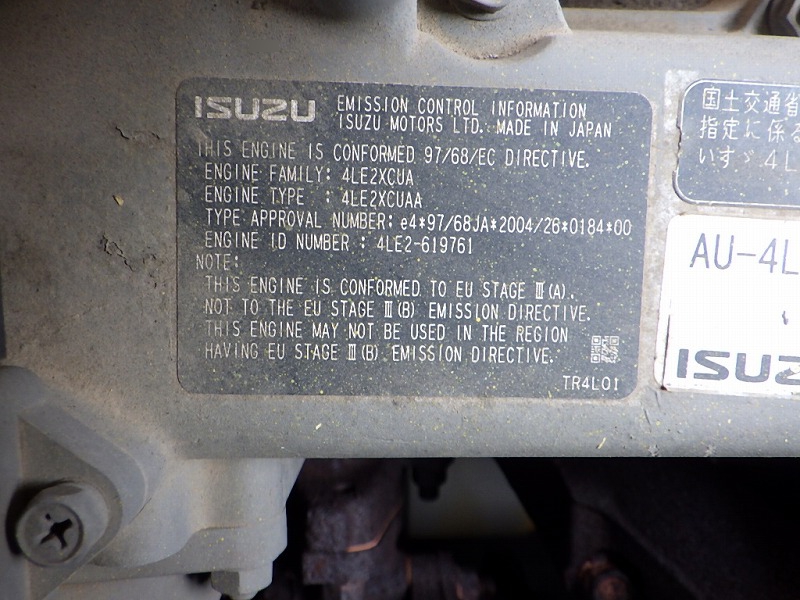 ISUZU
EMISSION CONTROL INFORMATION
ISUZU MOTORS LTD. MADE IN JAPAN
THIS ENGINE IS CONFORMED 97/68/EC DIRECTIVE.
ENGINE FAMILY: 4LE2XCUA
ENGINE TYPE : 4LE2XCUAA
TYPE APPROVAL NUMBER: e4*97/68JA*2004/26*0184*00
ENGINE ID NUMBER : 4LE2-619761
NOTE:
THIS ENGINE IS CONFORMED TO EU STAGE Ⅲ(A).
NOT TO THE EU STAGE Ⅲ(B) EMISSION DIRECTIVE.
THIS ENGINE MAY NOT BE USED IN THE REGION
HAVING EU STAGE Ⅲ(B) EMISSION DIRECTIVE.
TR4L01
国土交通省
指定に係る
いすゞ4L
AU-4L
ISUZ